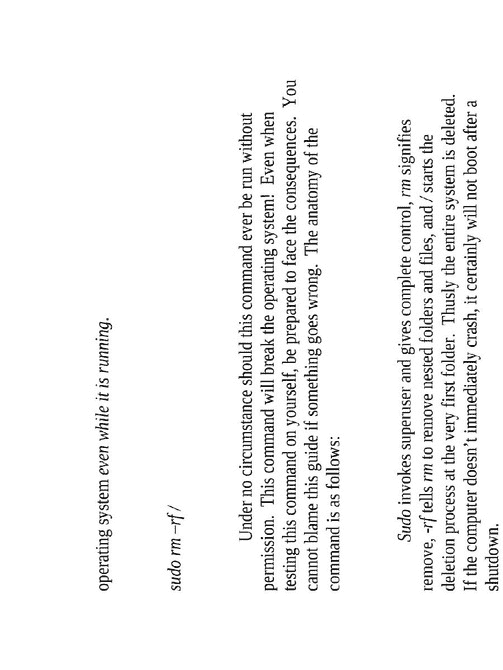 operating system even while it is running.
sudo rm –rf /
Under no circumstance should this command ever be run without
permission. This command will break the operating system! Even when
testing this command on yourself, be prepared to face the consequences. You
cannot blame this guide if something goes wrong. The anatomy of the
command is as follows:
Sudo invokes superuser and gives complete control, rm signifies
remove, -rf tells rm to remove nested folders and files, and / starts the
deletion process at the very first folder. Thusly the entire system is deleted.
If the computer doesn't immediately crash, it certainly will not boot after a
shutdown.